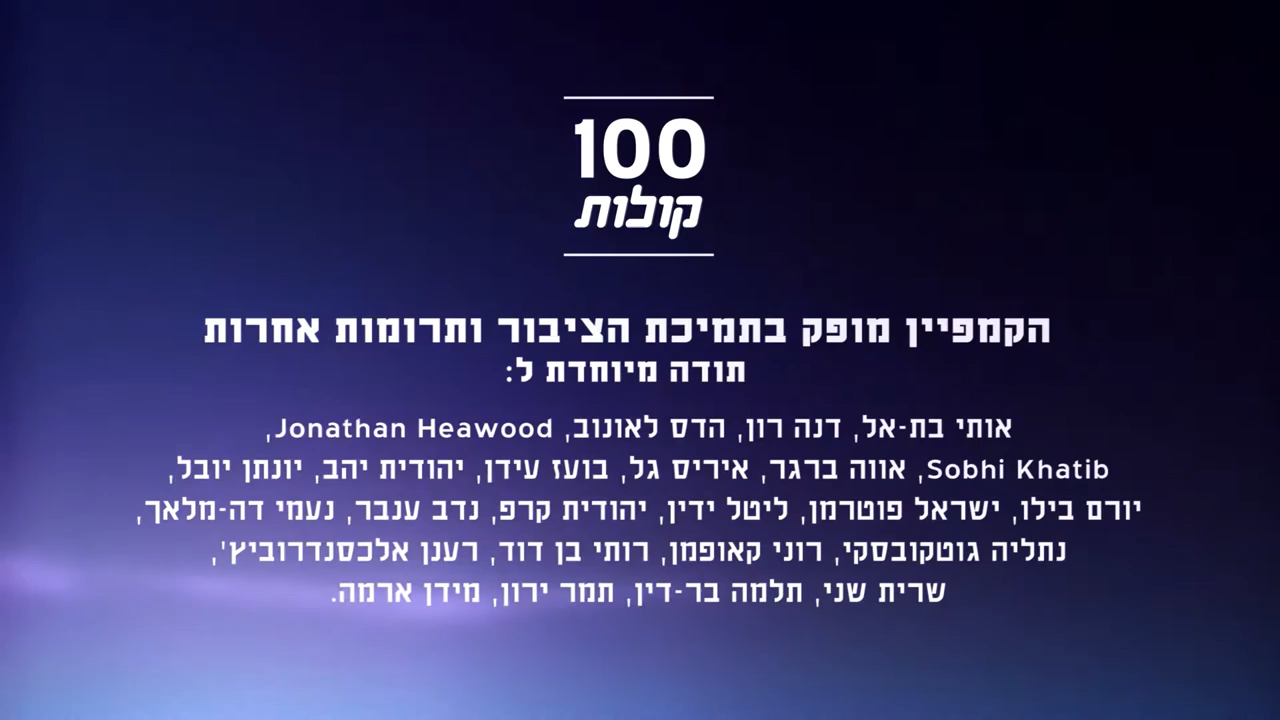 100
קולות
הקמפיין מופק בתמיכת הציבור ותרומות אחרות
תודה מיוחדת ל:
אותי בת-אל, דנה רון, הדס לאונוב, Jonathan Heawood,
Sobhi Khatib, אווה ברגר, איריס גל, בועז עידן, יהודית יהב, יונתן יובל,
יורם בילו, ישראל פוטרמן, ליטל ידין, יהודית קרפ, נדב ענבר, נעמי דה-מלאך,
נתליה גוטקובסקי, רוני קאופמן, רותי בן דוד, רענן אלכסנדרוביץ',
שרית שני, תלמה בר-דין, תמר ירון, מידן ארמה.